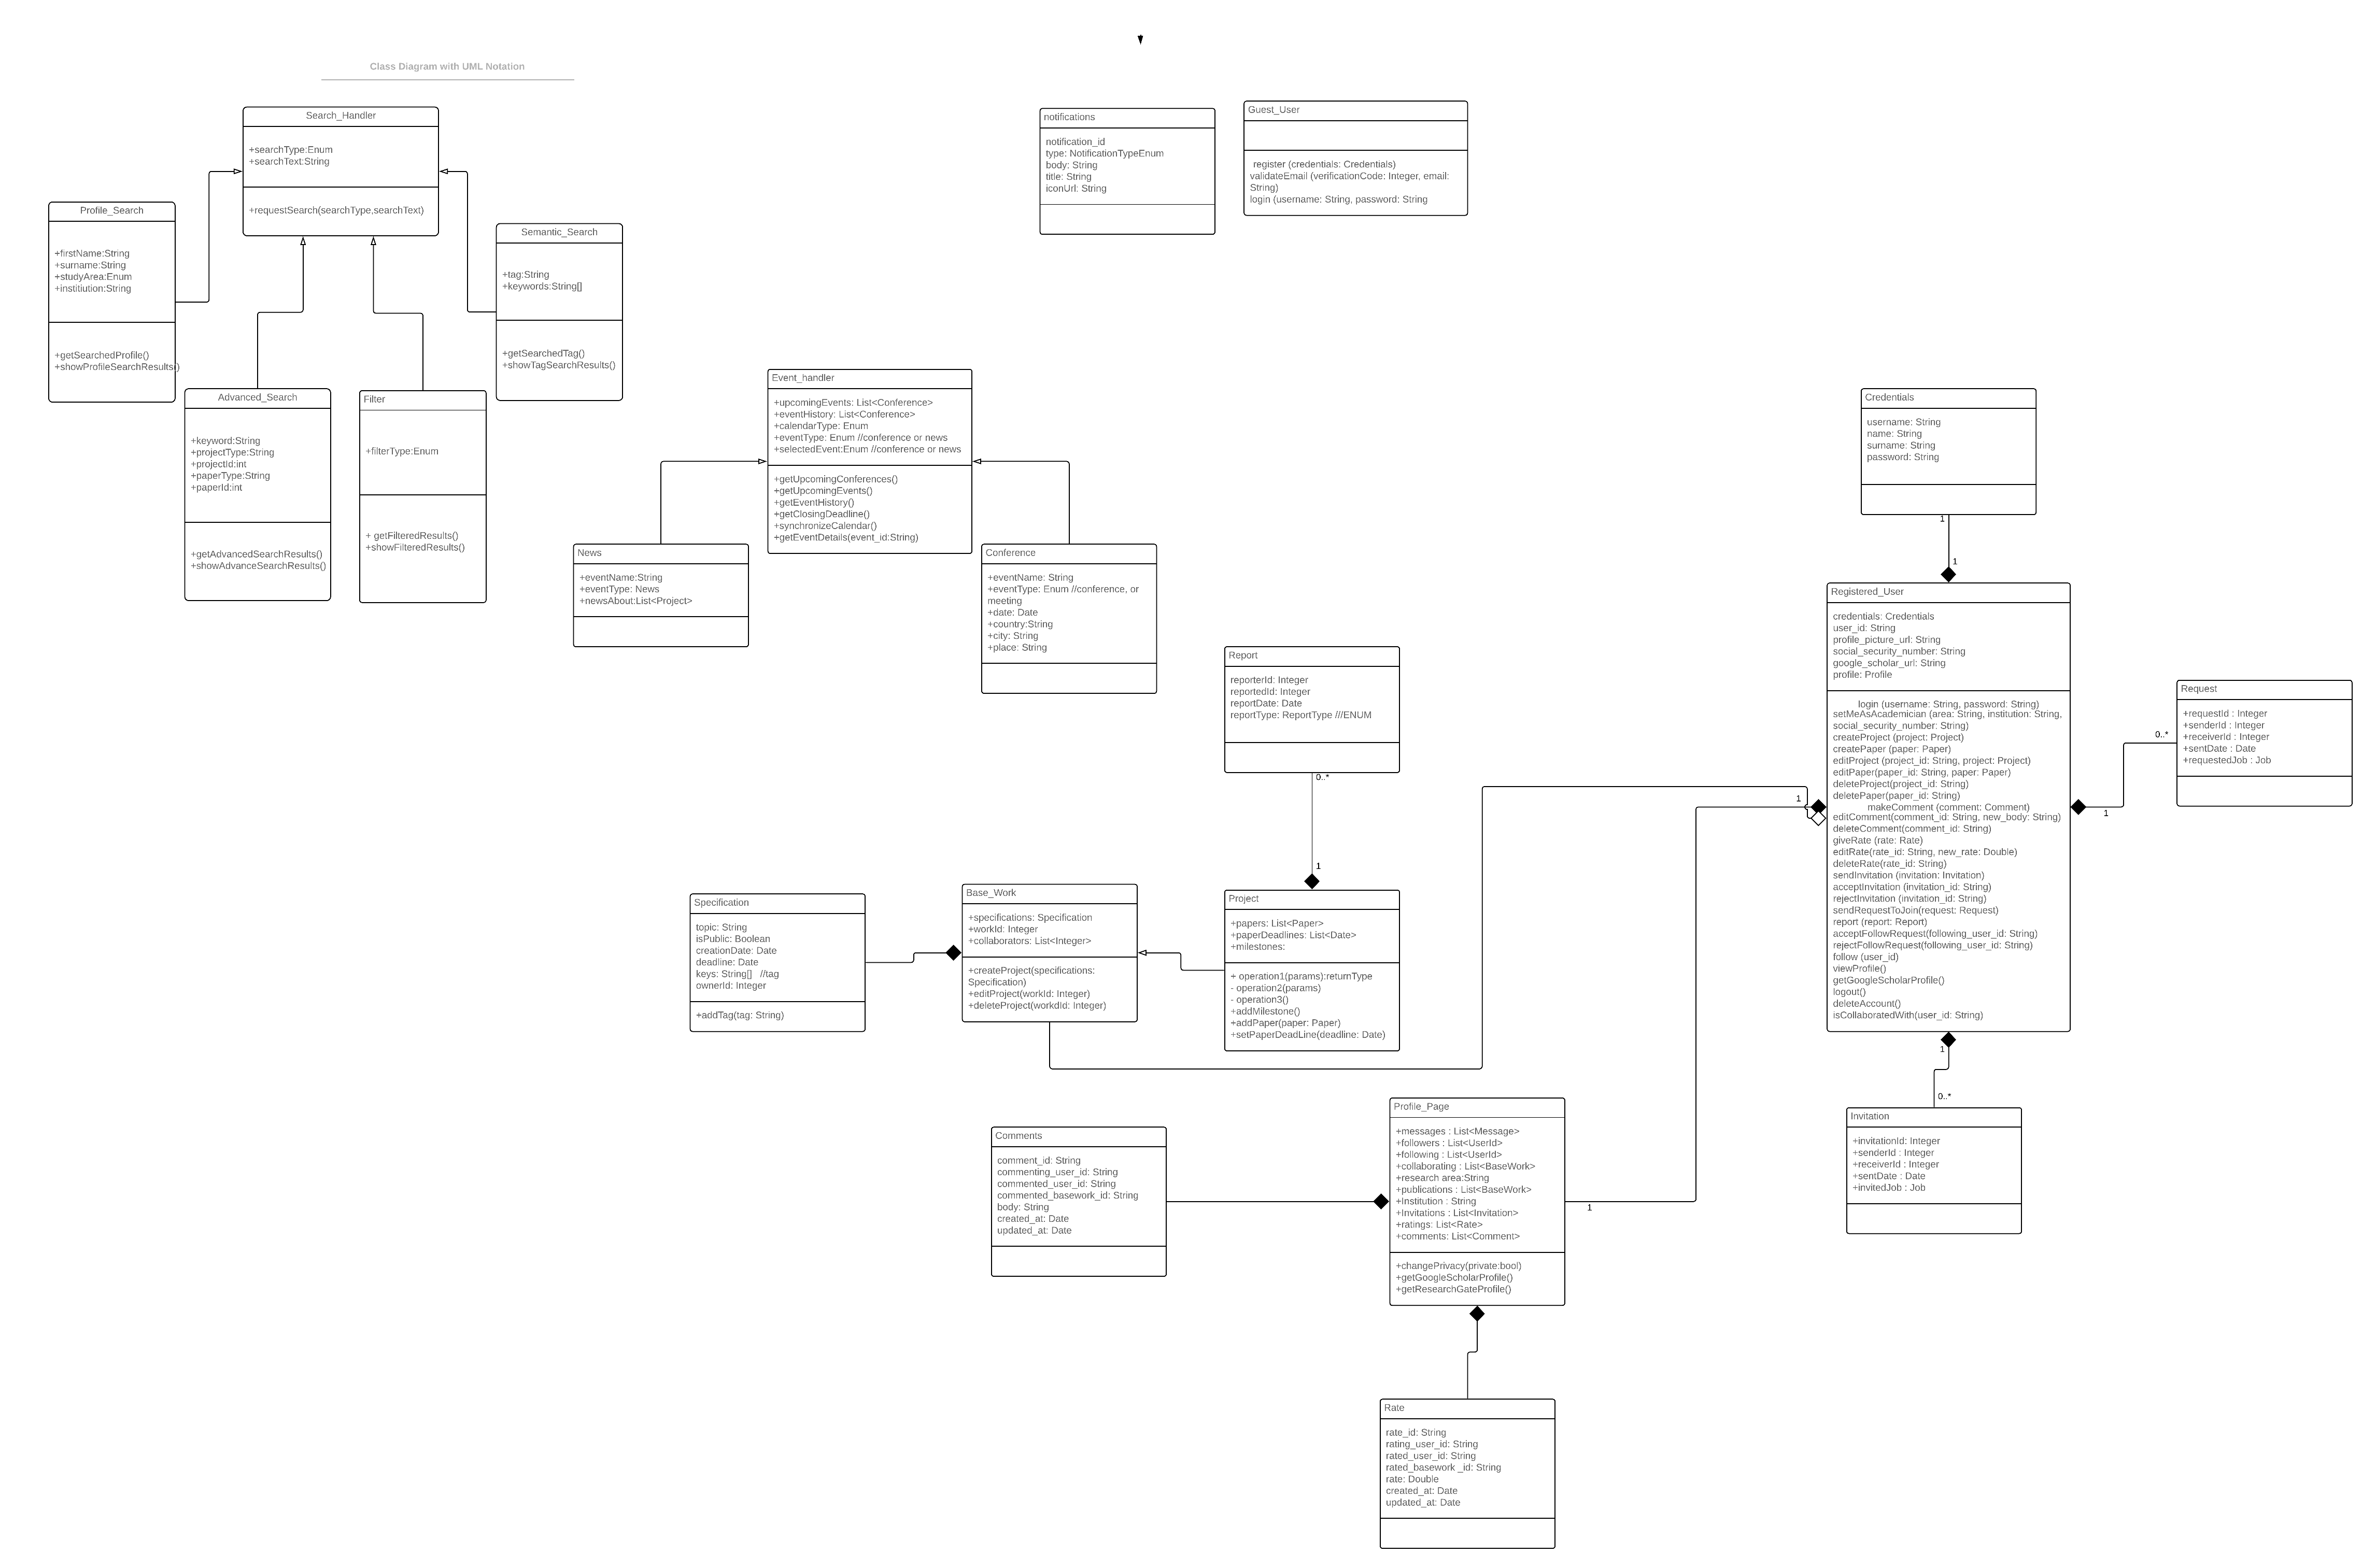 Class Diagram with UML Notation
Search_Handler
+searchType:Enum
+searchText:String
+requestSearch(searchType,searchText)
Profile_Search
+firstName:String
+surname:String
+studyArea:Enum
+institiution:String
+getSearchedProfile()
+showProfileSearchResults()
Semantic_Search
+tag:String
+keywords:String[]
+getSearchedTag()
+showTagSearchResults()
Advanced_Search
+keyword:String
+projectType:String
+projectId:int
+paperType:String
+paperId:int
+getAdvancedSearchResults()
+showAdvanceSearchResults()
Filter
+filterType:Enum
+ getFilteredResults()
+showFilteredResults()
notifications
notification_id
type: NotificationTypeEnum
body: String
title: String
iconUrl: String
Guest_User
register (credentials: Credentials)
validateEmail (verificationCode: Integer, email:
String)
login (username: String, password: String
Event_handler
+upcomingEvents: List<Conference>
+eventHistory: List<Conference>
+calendarType: Enum
+eventType: Enum //conference or news
+selectedEvent:Enum //conference or news
+getUpcomingConferences()
+getUpcomingEvents()
+getEventHistory()
+getClosingDeadline()
+synchronizeCalendar()
+getEventDetails(event_id:String)
News
+eventName:String
+eventType: News
+newsAbout:List<Project>
Conference
+eventName: String
+eventType: Enum //conference, or
meeting
+date: Date
+country:String
+city: String
+place: String
Credentials
username: String
name: String
surname: String
password: String
1
1
Registered_User
credentials: Credentials
user_id: String
profile_picture_url: String
social_security_number: String
google_scholar_url: String
profile: Profile
login (username: String, password: String)
setMeAsAcademician (area: String, institution: String,
social_security_number: String)
createProject (project: Project)
createPaper (paper: Paper)
editProject (project_id: String, project: Project)
editPaper(paper_id: String, paper: Paper)
deleteProject(project_id: String)
deletePaper(paper_id: String)
makeComment (comment: Comment)
editComment(comment_id: String, new_body: String)
deleteComment(comment_id: String)
giveRate (rate: Rate)
editRate(rate_id: String, new_rate: Double)
deleteRate(rate_id: String)
sendInvitation (invitation: Invitation)
acceptInvitation (invitation_id: String)
rejectInvitation (invitation_id: String)
sendRequestToJoin(request: Request)
report (report: Report)
acceptFollowRequest(following_user_id: String)
rejectFollowRequest(following_user_id: String)
follow (user_id)
viewProfile()
getGoogleScholarProfile()
logout()
deleteAccount()
isCollaboratedWith(user_id: String)
Request
+requestId : Integer
+senderId : Integer
+receiverId : Integer
+sentDate : Date
+requestedJob : Job
0..*
1
Report
reporterId: Integer
reportedId: Integer
reportDate: Date
reportType: ReportType ///ENUM
0..*
1
1
Specification
topic: String
isPublic: Boolean
creationDate: Date
deadline: Date
keys: String[]   //tag
ownerId: Integer
+addTag(tag: String)
Base_Work
+specifications: Specification
+workId: Integer
+collaborators: List<Integer>
+createProject(specifications:
Specification)
+editProject(workId: Integer)
+deleteProject(workdId: Integer)
Project
+papers: List<Paper>
+paperDeadlines: List<Date>
+milestones:
+ operation1(params):returnType
- operation2(params)
- operation3()
+addMilestone()
+addPaper(paper: Paper)
+setPaperDeadLine(deadline: Date)
1
0..*
Invitation
+invitationId: Integer
+senderId : Integer
+receiverId : Integer
+sentDate : Date
+invitedJob : Job
Profile_Page
+messages : List<Message>
+followers : List<UserId>
+following : List<UserId>
+collaborating : List<BaseWork>
+research area:String
+publications : List<BaseWork>
+Institution : String
+Invitations : List<Invitation>
+ratings: List<Rate>
+comments: List<Comment>
+changePrivacy(private:bool)
+getGoogleScholarProfile()
+getResearchGateProfile()
1
Comments
comment_id: String
commenting_user_id: String
commented_user_id: String
commented_basework_id: String
body: String
created_at: Date
updated_at: Date
Rate
rate_id: String
rating_user_id: String
rated_user_id: String
rated_basework _id: String
rate: Double
created_at: Date
updated_at: Date